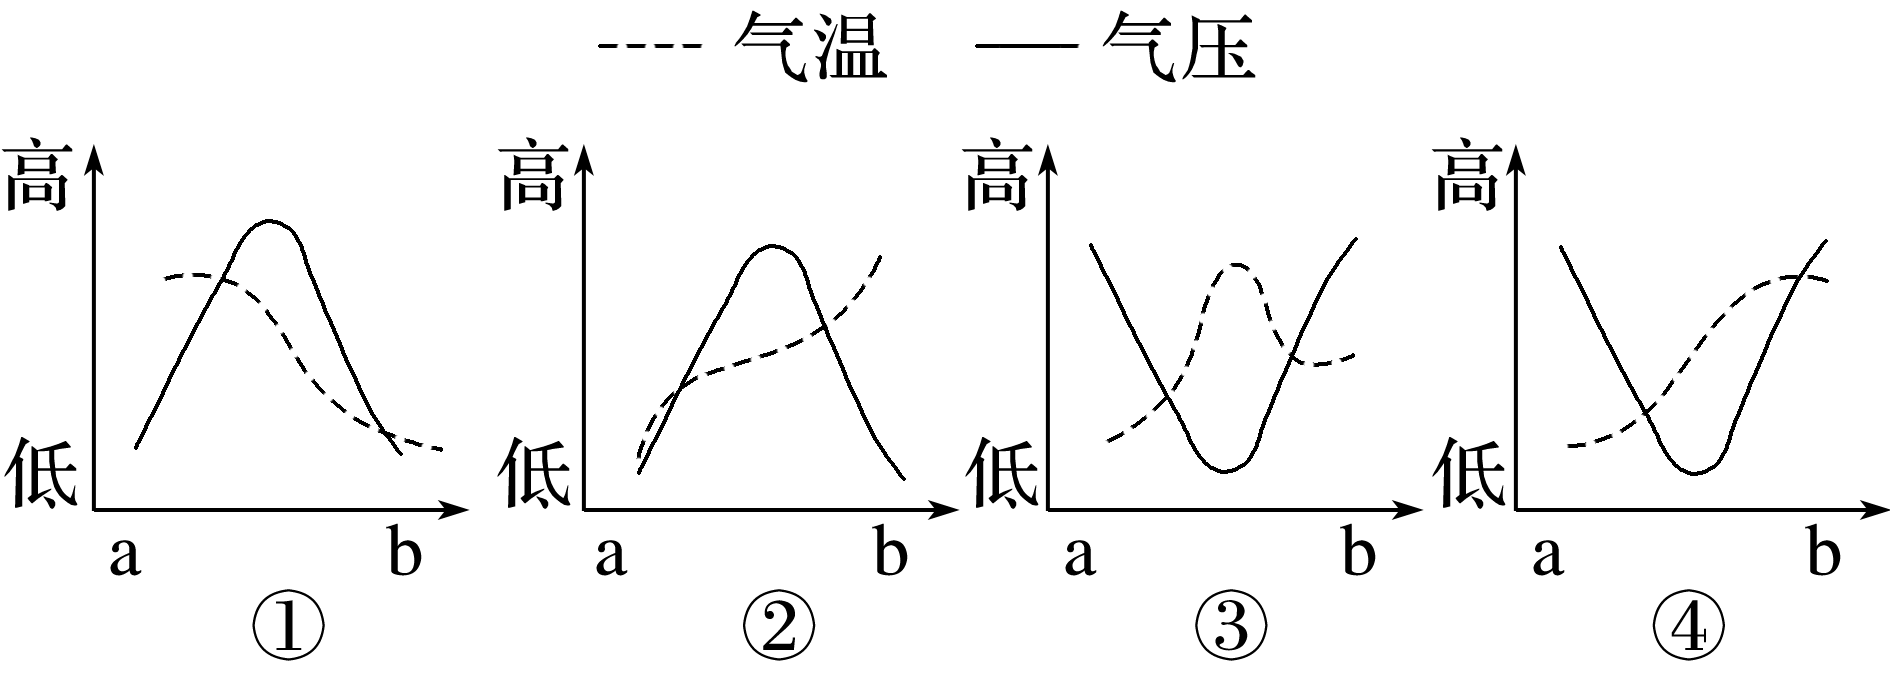 气温 气压
高 高 高 高
低 低 低 低
a b a b a b a b
① ② ③ ④